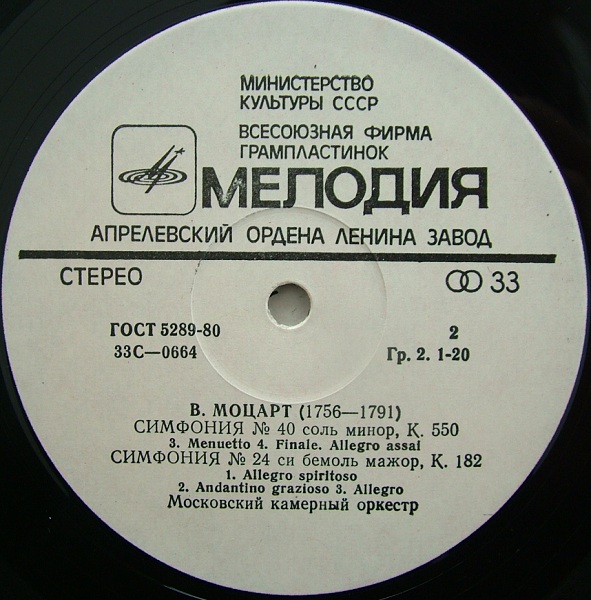 МИНИСТЕРСТВО
КУЛЬТУРЫ СССР
ВСЕСОЮЗНАЯ ФИРМА
ГРАМПЛАСТИНОК
МЕЛОДИЯ
АПРЕЛЕВСКИЙ ОРДЕНА ЛЕНИНА ЗАВОД
СТЕРЕО 33
ГОСТ 5289-80 2
33С—0664 Гр. 2. 1-20
В. МОЦАРТ (1756—1791)
СИМФОНИЯ № 40 соль минор, К. 550
3. Menuetto 4. Finale. Allegro assai
СИМФОНИЯ № 24 си бемоль мажор, К. 182
1. Allegro spiritoso
2. Andantino grazioso 3. Allegro
Московский камерный оркестр